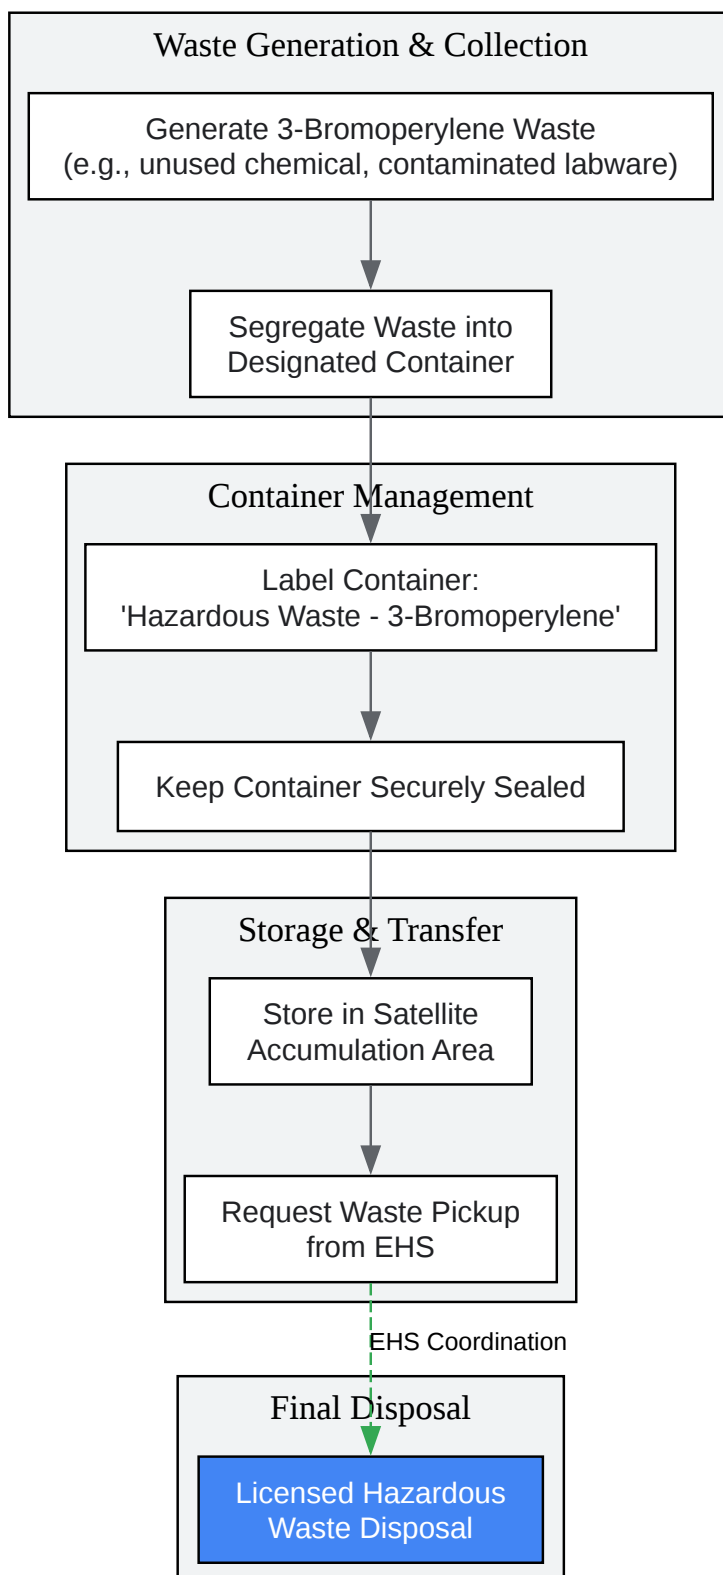 Waste Generation & Collection
Generate 3-Bromoperylene Waste
(e.g., unused chemical, contaminated labware)
Segregate Waste into
Designated Container
Container Management
Label Container:
'Hazardous Waste - 3-Bromoperylene'
Keep Container Securely Sealed
Storage & Transfer
Store in Satellite
Accumulation Area
Request Waste Pickup
from EHS
EHS Coordination
Final Disposal
Licensed Hazardous
Waste Disposal